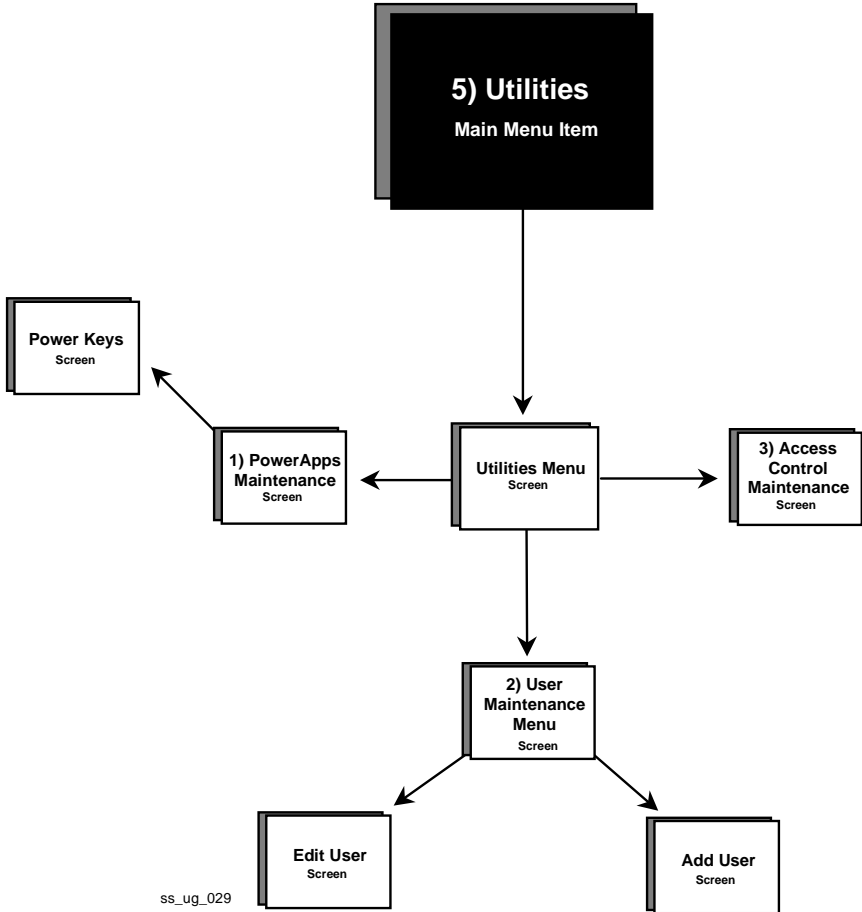 5) Utilities
Main Menu Item
Power Keys
Screen
1) PowerApps
Maintenance
Screen
Utilities Menu
Screen
3) Access
Control
Maintenance
Screen
2) User
Maintenance
Menu
Screen
Edit User
Screen
Add User
Screen
ss_ug_029